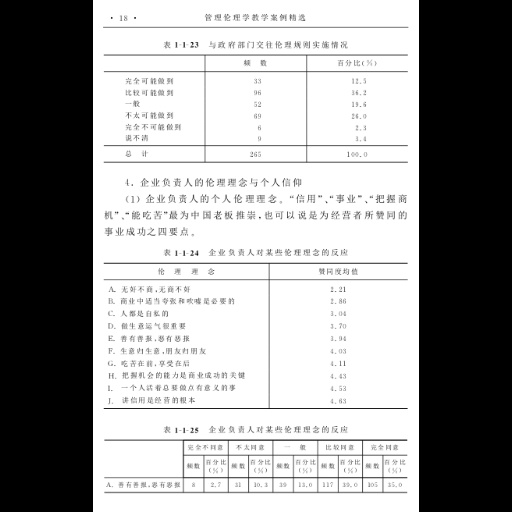 · 18 · 管理伦理学教学案例精选
表 1-1-23 与政府部门交往伦理规则实施情况
频 数 百分比(%)
完全可能做到 33 12.5
比较可能做到 96 36.2
一般 52 19.6
不太可能做到 69 26.0
完全不可能做到 6 2.3
说不清 9 3.4
总 计 265 100.0
4. 企业负责人的伦理理念与个人信仰
(1) 企业负责人的个人伦理理念。“信用”、“事业”、“把握商
机”、“能吃苦”最为中国老板推崇,也可以说是为经营者所赞同的
事业成功之四要点。
表 1-1-24 企业负责人对某些伦理理念的反应
伦 理 理 念 赞同度均值
A. 无奸不商,无商不奸 2.21
B. 商业中适当夸张和吹嘘是必要的 2.86
C. 人都是自私的 3.04
D. 做生意运气很重要 3.70
E. 善有善报,恶有恶报 3.94
F. 生意归生意,朋友归朋友 4.03
G. 吃苦在前,享受在后 4.11
H. 把握机会的能力是商业成功的关键 4.43
I. 一个人活着总要做点有意义的事 4.53
J. 讲信用是经营的根本 4.63
表 1-1-25 企业负责人对某些伦理理念的反应
完全不同意 不太同意 一 般 比较同意 完全同意
频数 百分比(%) 频数 百分比(%) 频数 百分比(%) 频数 百分比(%) 频数 百分比(%)
A. 善有善报,恶有恶报 8 2.7 31 10.3 39 13.0 117 39.0 105 35.0